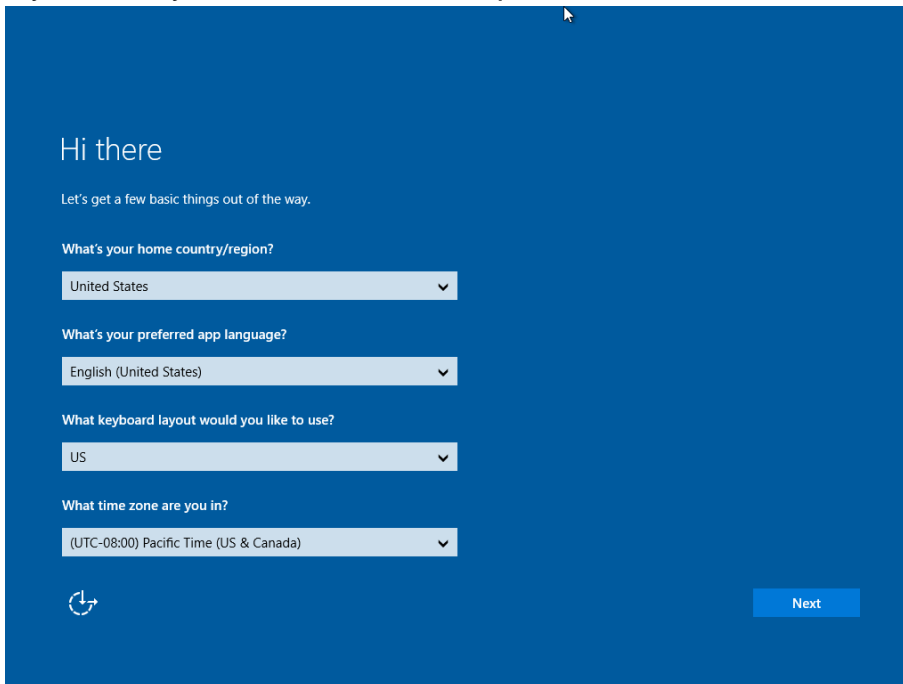 Hi there
Let's get a few basic things out of the way.
What's your home country/region?
United States
What's your preferred app language?
English (United States)
What keyboard layout would you like to use?
US
What time zone are you in?
(UTC-08:00) Pacific Time (US & Canada)
Next